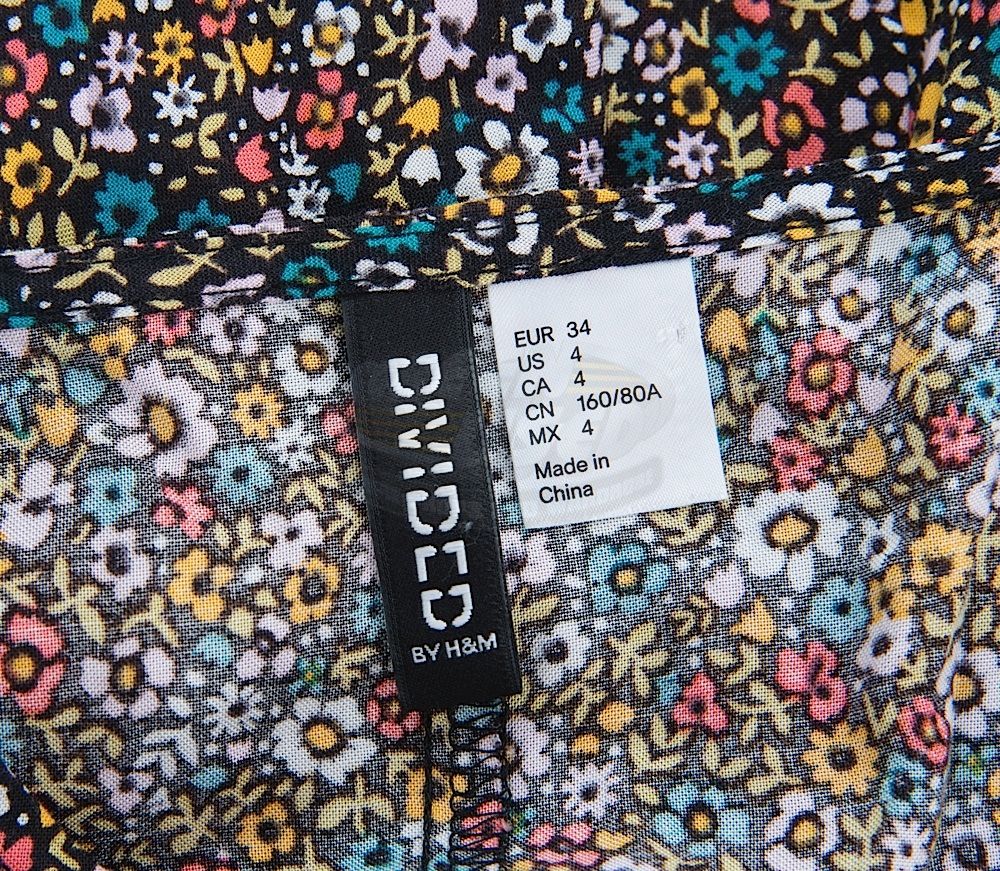 DIVIDED
BY H&M
EUR 34
US 4
CA 4
CN 160/80A
MX 4
Made in
China